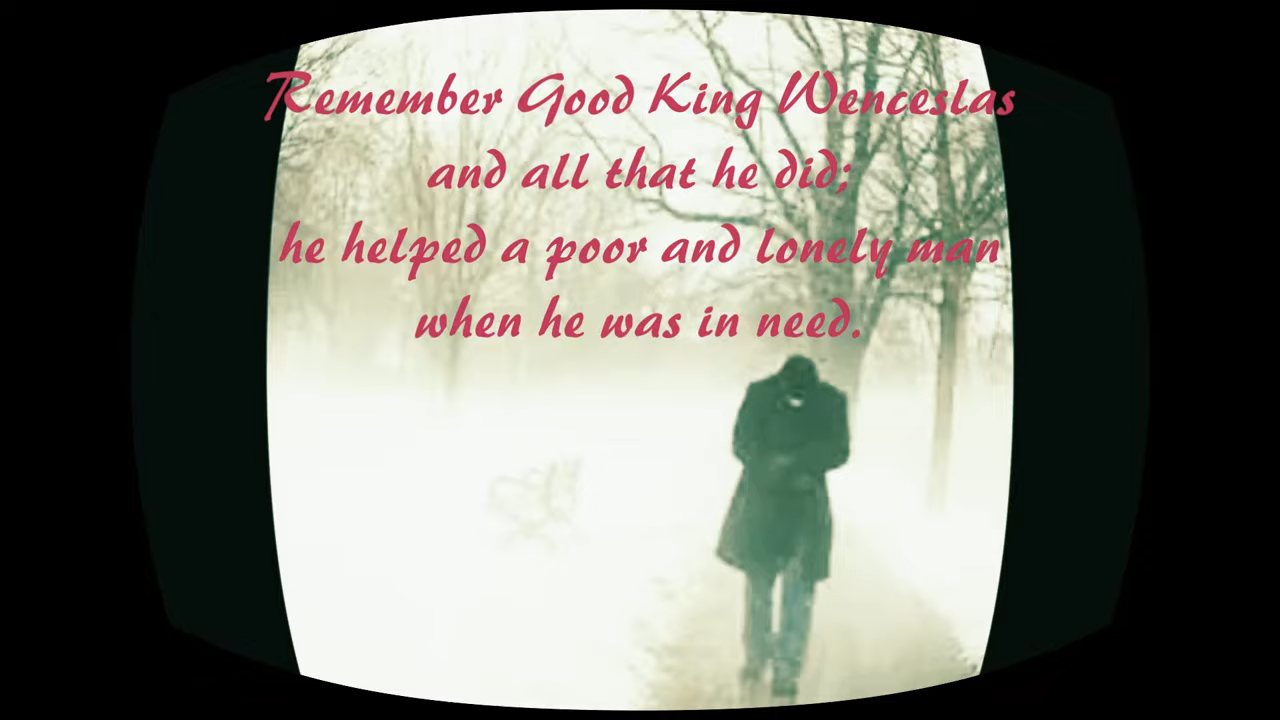 Remember Good King Wenceslas
and all that he did;
he helped a poor and lonely man
when he was in need.